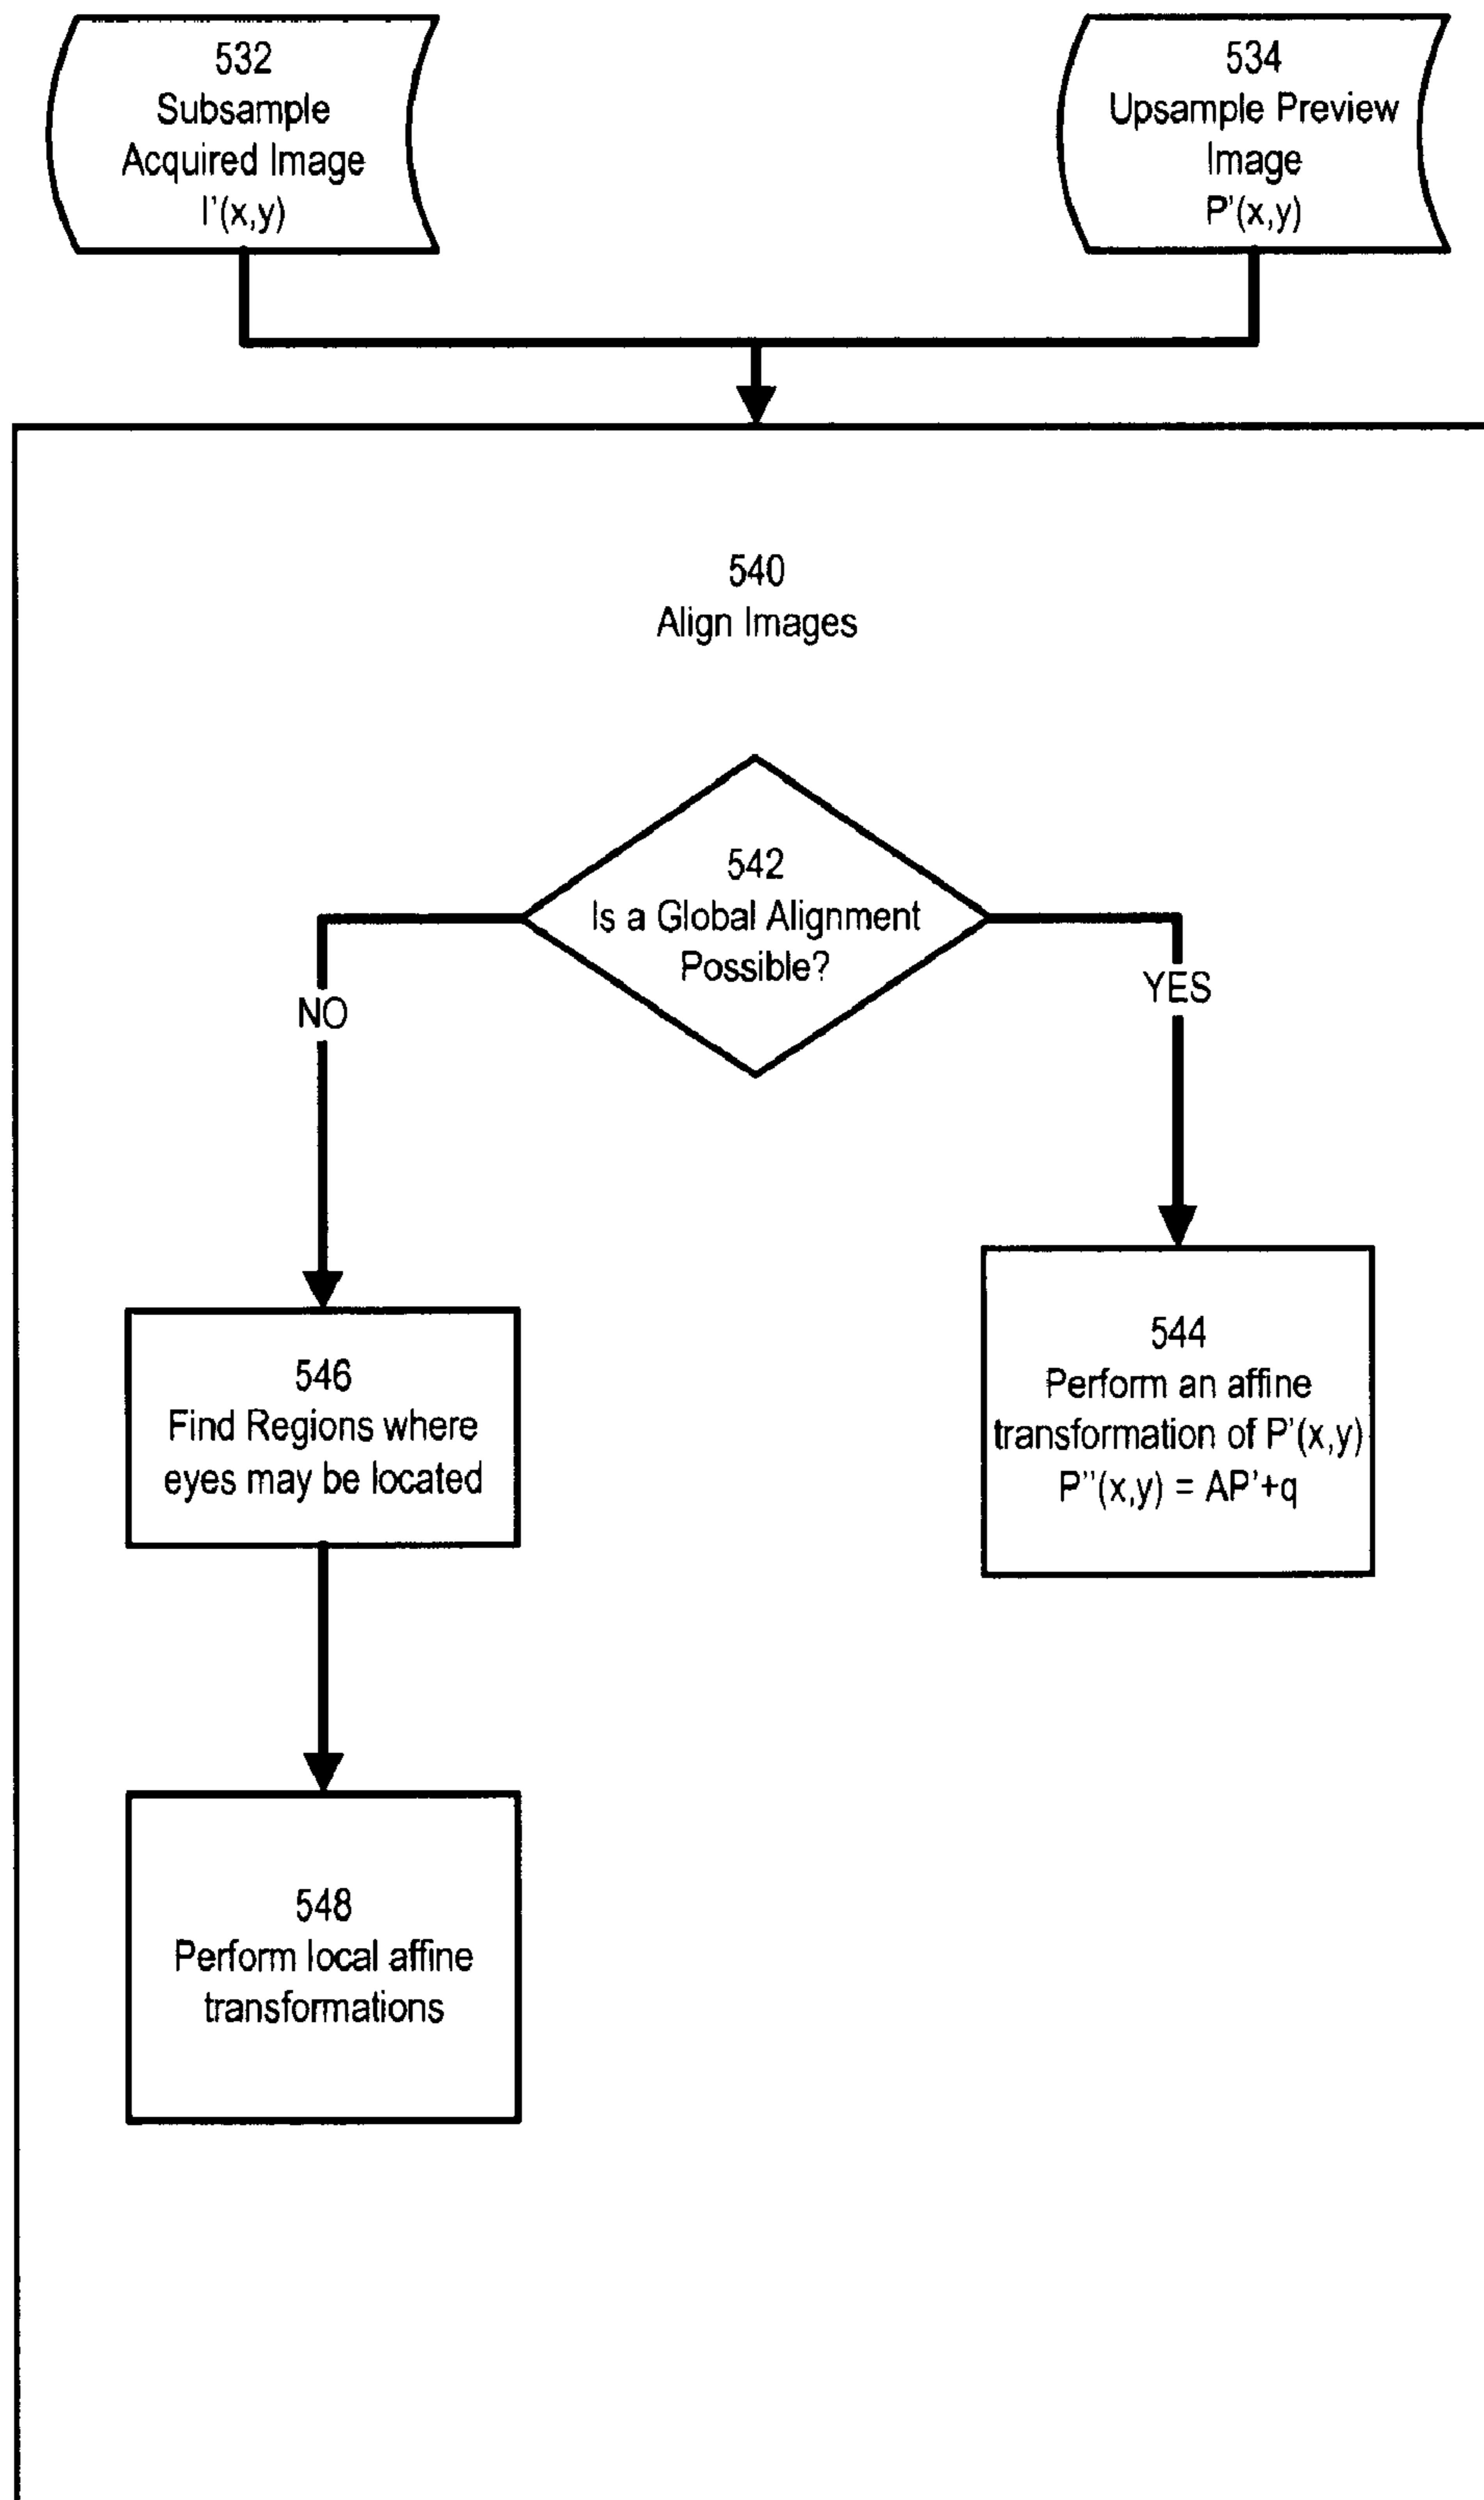 532
Subsample
Acquired Image
I'(x,y)
534
Upsample Preview
Image
P'(x,y)
540
Align Images
542
Is a Global Alignment
Possible?
NO
YES
544
Perform an affine
transformation of P'(x,y)
P''(x,y) = AP'+q
546
Find Regions where
eyes may be located
548
Perform local affine
transformations